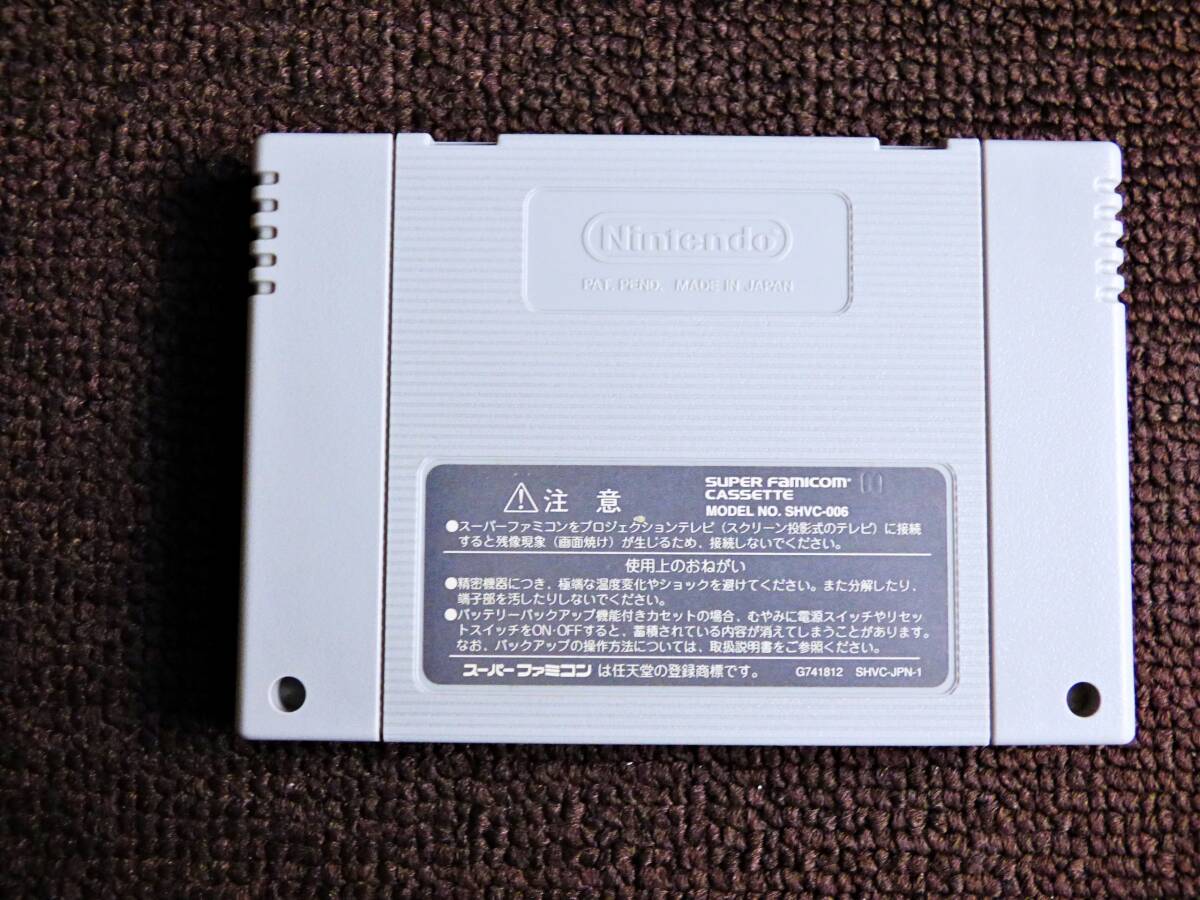 Nintendo
PAT. PEND. MADE IN JAPAN
⚠注意
SUPER FAMICOM
CASSETTE
MODEL NO. SHVC-006
●スーパーファミコンをプロジェクションテレビ（スクリーン投影式のテレビ）に接続
すると残像現象（画面焼け）が生じるため、接続しないでください。
使用上のおねがい
●精密機器につき、極端な温度変化やショックを避けてください。また分解したり、
端子部を汚したりしないでください。
●バッテリーバックアップ機能付きカセットの場合、むやみに電源スイッチやリセッ
トスイッチをON・OFFすると、蓄積されている内容が消えてしまうことがあります。
なお、バックアップの操作方法については、取扱説明書をご参照ください。
スーパーファミコンは任天堂の登録商標です。
G741812 SHVC-JPN-1